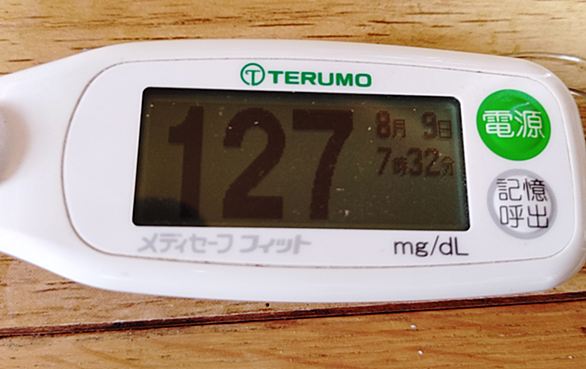 TERUMO
127
8月 9日
7時32分
電源
記憶
呼出
メディセーフ フィット
mg/dL